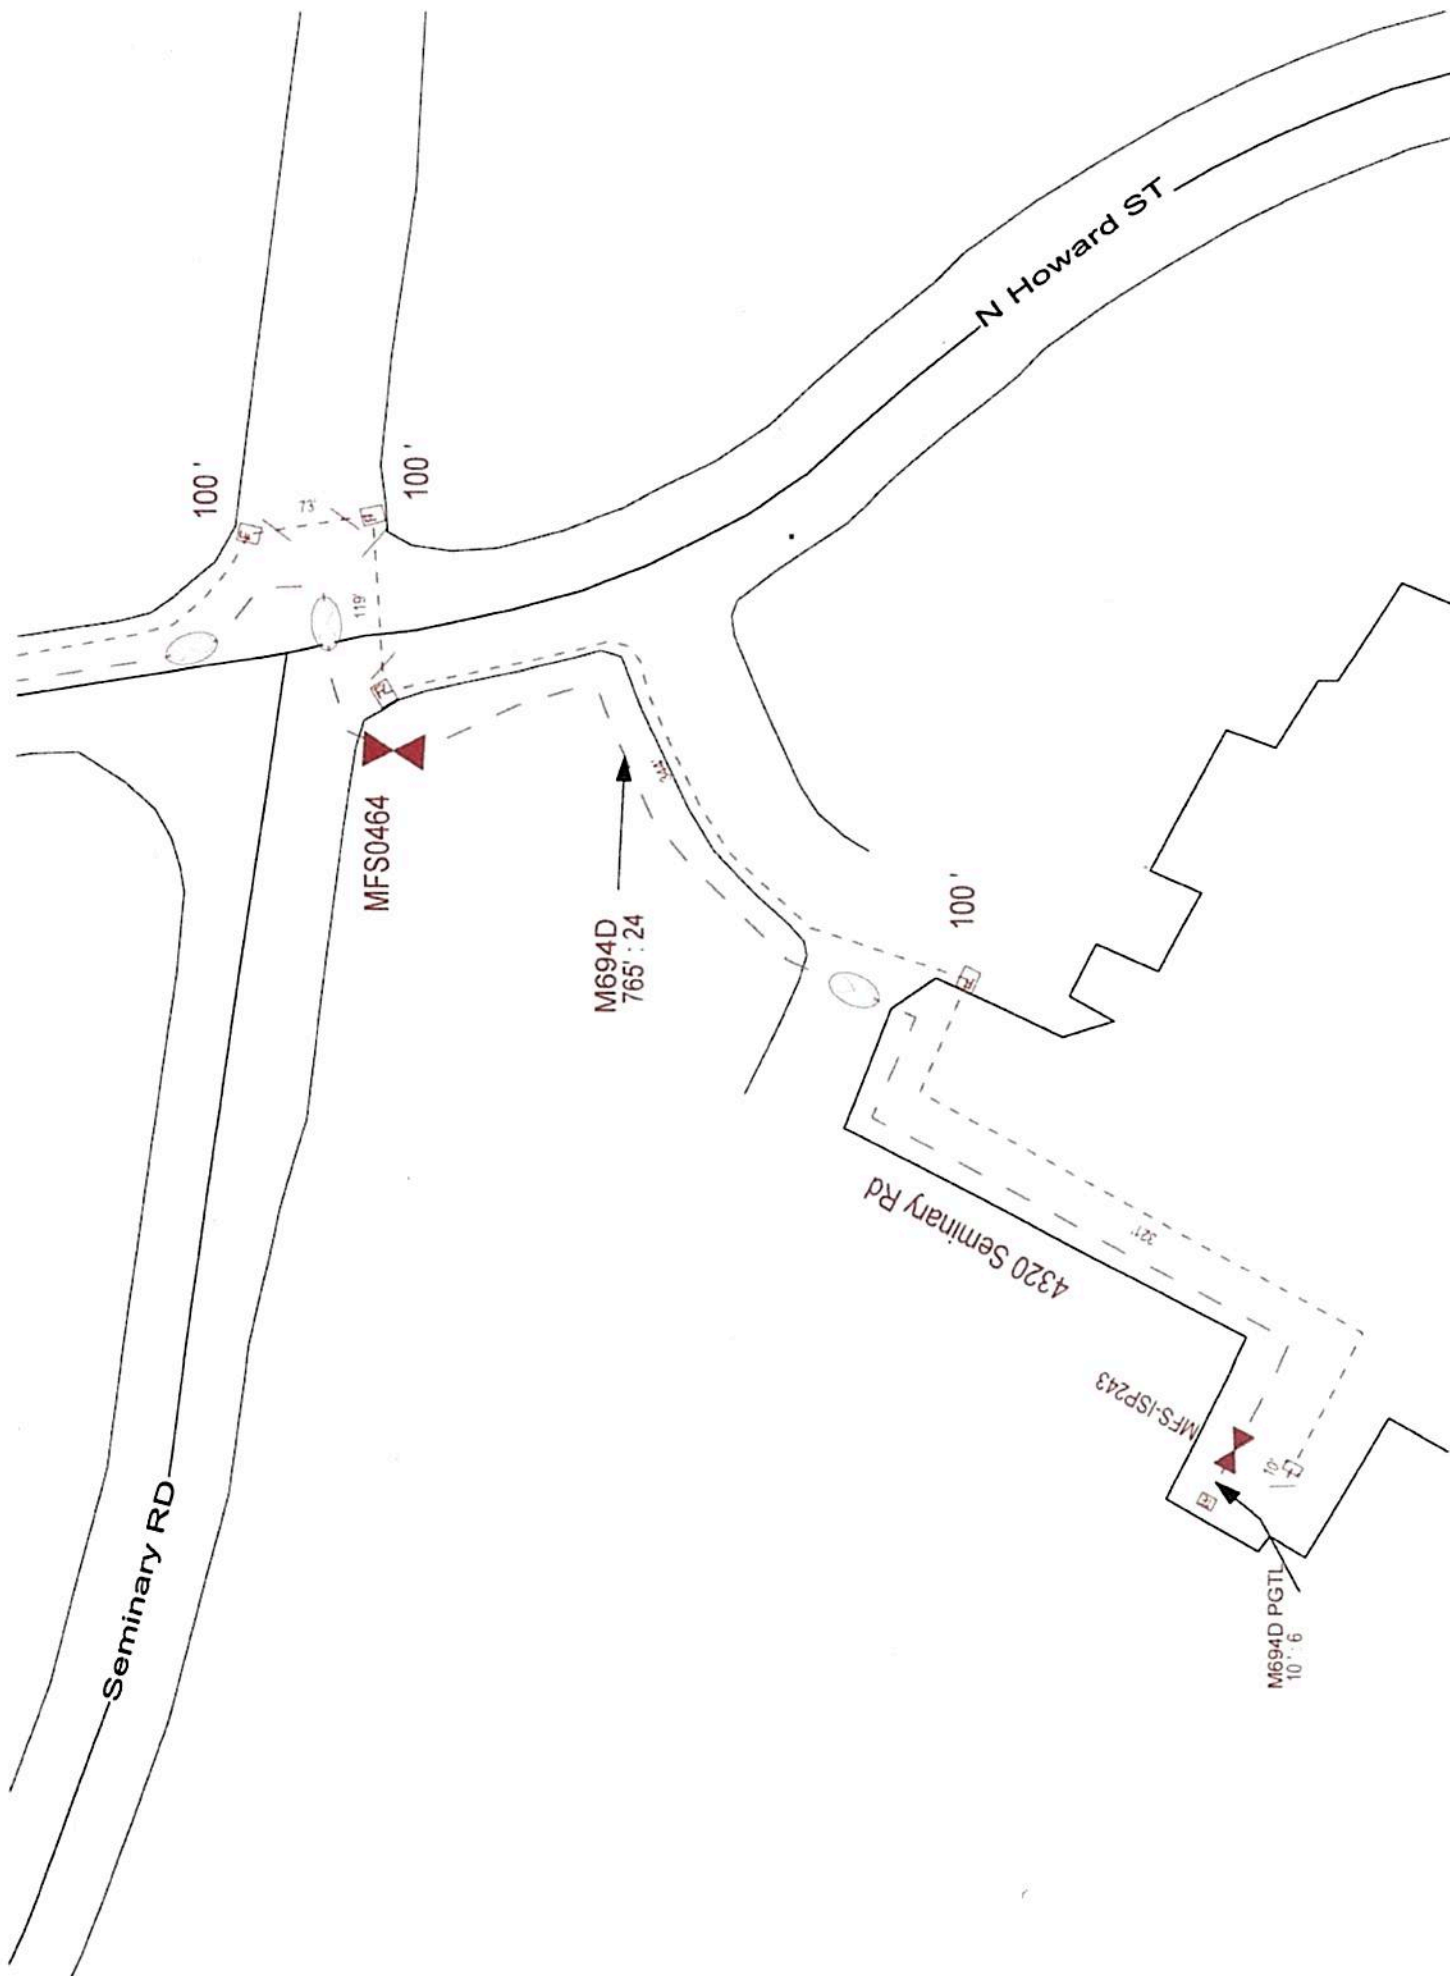 100'
73'
100'
119'
N Howard ST
MFS0464
344'
M694D
765' : 24
100'
4320 Seminary Rd
321'
MFS-ISP243
10'
Seminary RD
M694D PGTL
10' : 6